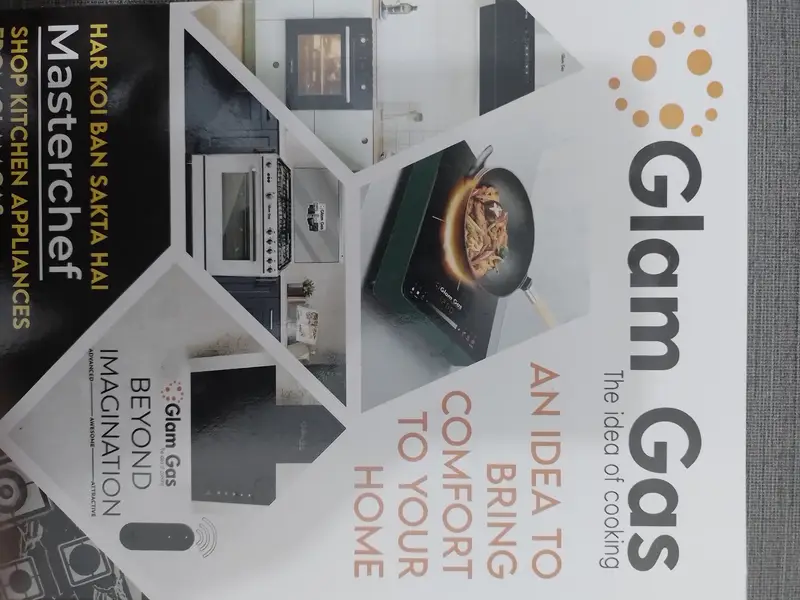 Glam Gas
The idea of cooking
AN IDEA TO
BRING
COMFORT
TO YOUR
HOME
Glam Gas
Glam Gas
BEYOND
IMAGINATION
ADVANCED AWESOME ATTRACTIVE
HAR KOI BAN SAKTA HAI
Masterchef
SHOP KITCHEN APPLIANCES